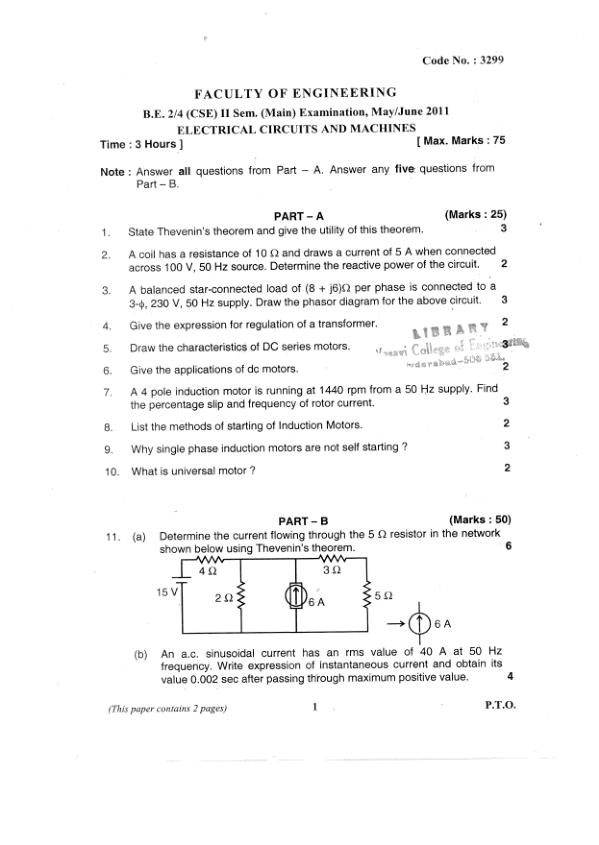 Code No. : 3299
FACULTY OF ENGINEERING
B.E. 2/4 (CSE) II Sem. (Main) Examination, May/June 2011
ELECTRICAL CIRCUITS AND MACHINES
Time : 3 Hours ] [ Max. Marks : 75
Note : Answer all questions from Part – A. Answer any five questions from
Part – B.
PART – A (Marks : 25)
1. State Thevenin's theorem and give the utility of this theorem. 3
2. A coil has a resistance of 10 Ω and draws a current of 5 A when connected
across 100 V, 50 Hz source. Determine the reactive power of the circuit. 2
3. A balanced star-connected load of (8 + j6)Ω per phase is connected to a
3-ϕ, 230 V, 50 Hz supply. Draw the phasor diagram for the above circuit. 3
4. Give the expression for regulation of a transformer. 2
LIBRARY
5. Draw the characteristics of DC series motors. 3
College of Engineering
6. Give the applications of dc motors. 2
7. A 4 pole induction motor is running at 1440 rpm from a 50 Hz supply. Find
the percentage slip and frequency of rotor current. 3
8. List the methods of starting of Induction Motors. 2
9. Why single phase induction motors are not self starting ? 3
10. What is universal motor ? 2
PART – B (Marks : 50)
11. (a) Determine the current flowing through the 5 Ω resistor in the network
shown below using Thevenin's theorem. 6
4 Ω 3 Ω
15 V 2 Ω 6 A 5 Ω
6 A
(b) An a.c. sinusoidal current has an rms value of 40 A at 50 Hz
frequency. Write expression of instantaneous current and obtain its
value 0.002 sec after passing through maximum positive value. 4
(This paper contains 2 pages) 1 P.T.O.